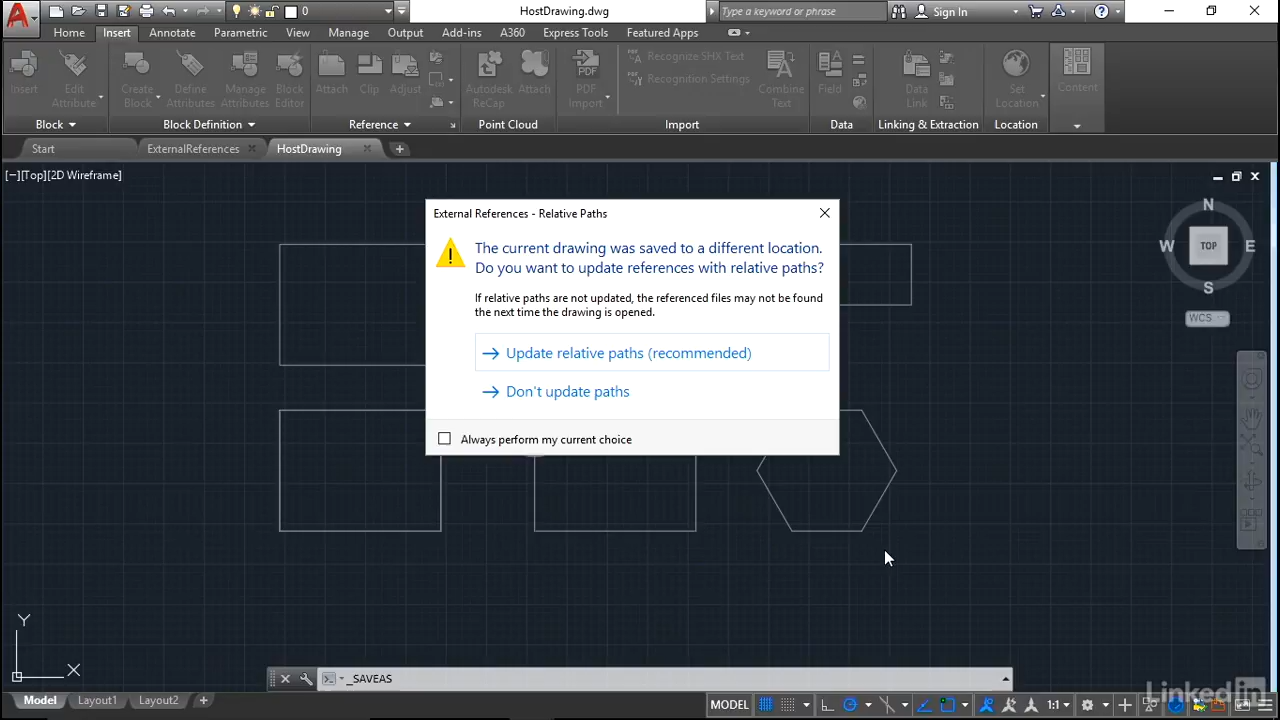 A
0
HostDrawing.dwg
Type a keyword or phrase
Sign In
Home Insert Annotate Parametric View Manage Output Add-ins A360 Express Tools Featured Apps
Insert
Edit
Attribute
Create
Block
Define
Attributes
Manage
Attributes
Block
Editor
Attach
Clip
Adjust
Autodesk
ReCap
Attach
PDF
PDF
Import
Recognize SHX Text
Recognition Settings
Combine
Text
Field
Data
Link
Set
Location
Content
Block
Block Definition
Reference
Point Cloud
Import
Data
Linking & Extraction
Location
Start
ExternalReferences
HostDrawing
[−][Top][2D Wireframe]
N
W
TOP
E
S
WCS
External References - Relative Paths
The current drawing was saved to a different location.
Do you want to update references with relative paths?
If relative paths are not updated, the referenced files may not be found
the next time the drawing is opened.
Update relative paths (recommended)
Don't update paths
Always perform my current choice
Y
X
_SAVEAS
Model Layout1 Layout2
MODEL
1:1
LinkedIn